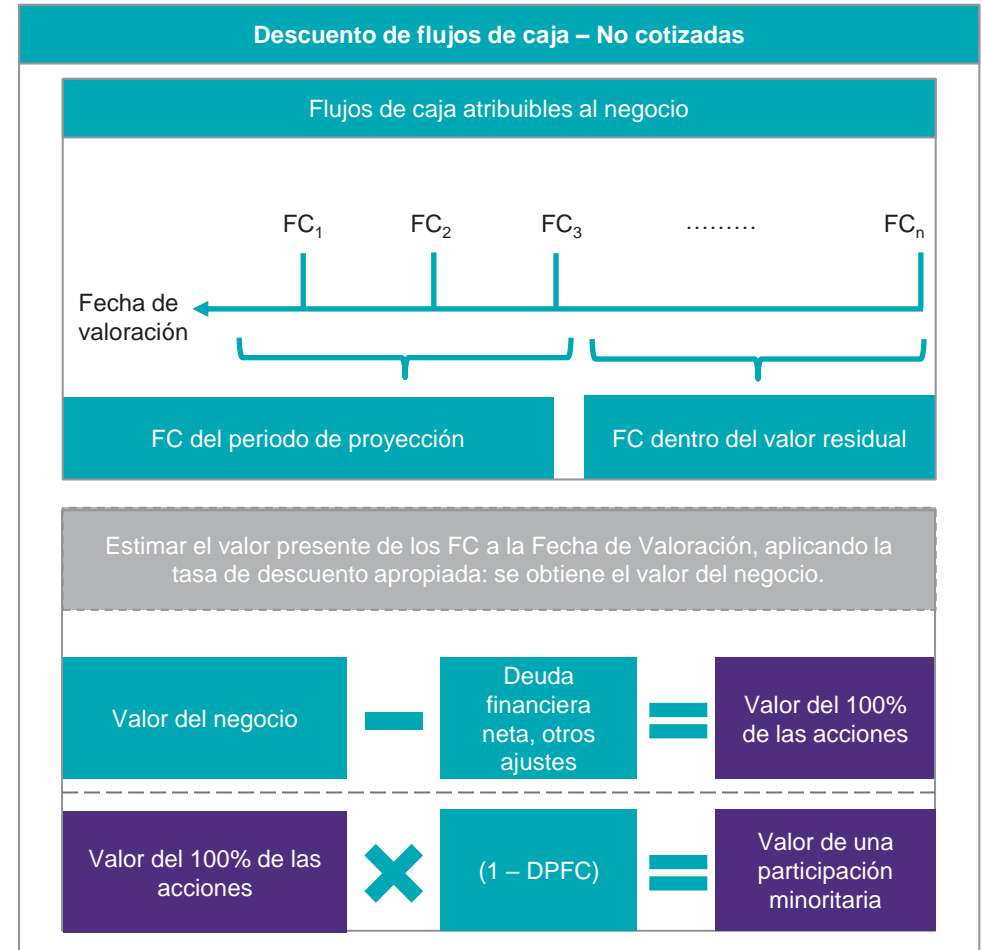 Descuento de flujos de caja – No cotizadas
Flujos de caja atribuibles al negocio
FC₁ FC₂ FC₃ ……… FCₙ
Fecha de
valoración
FC del periodo de proyección
FC dentro del valor residual
Estimar el valor presente de los FC a la Fecha de Valoración, aplicando la
tasa de descuento apropiada: se obtiene el valor del negocio.
Valor del negocio
Deuda
financiera
neta, otros
ajustes
Valor del 100%
de las acciones
Valor del 100% de las
acciones
(1 – DPFC)
Valor de una
participación
minoritaria